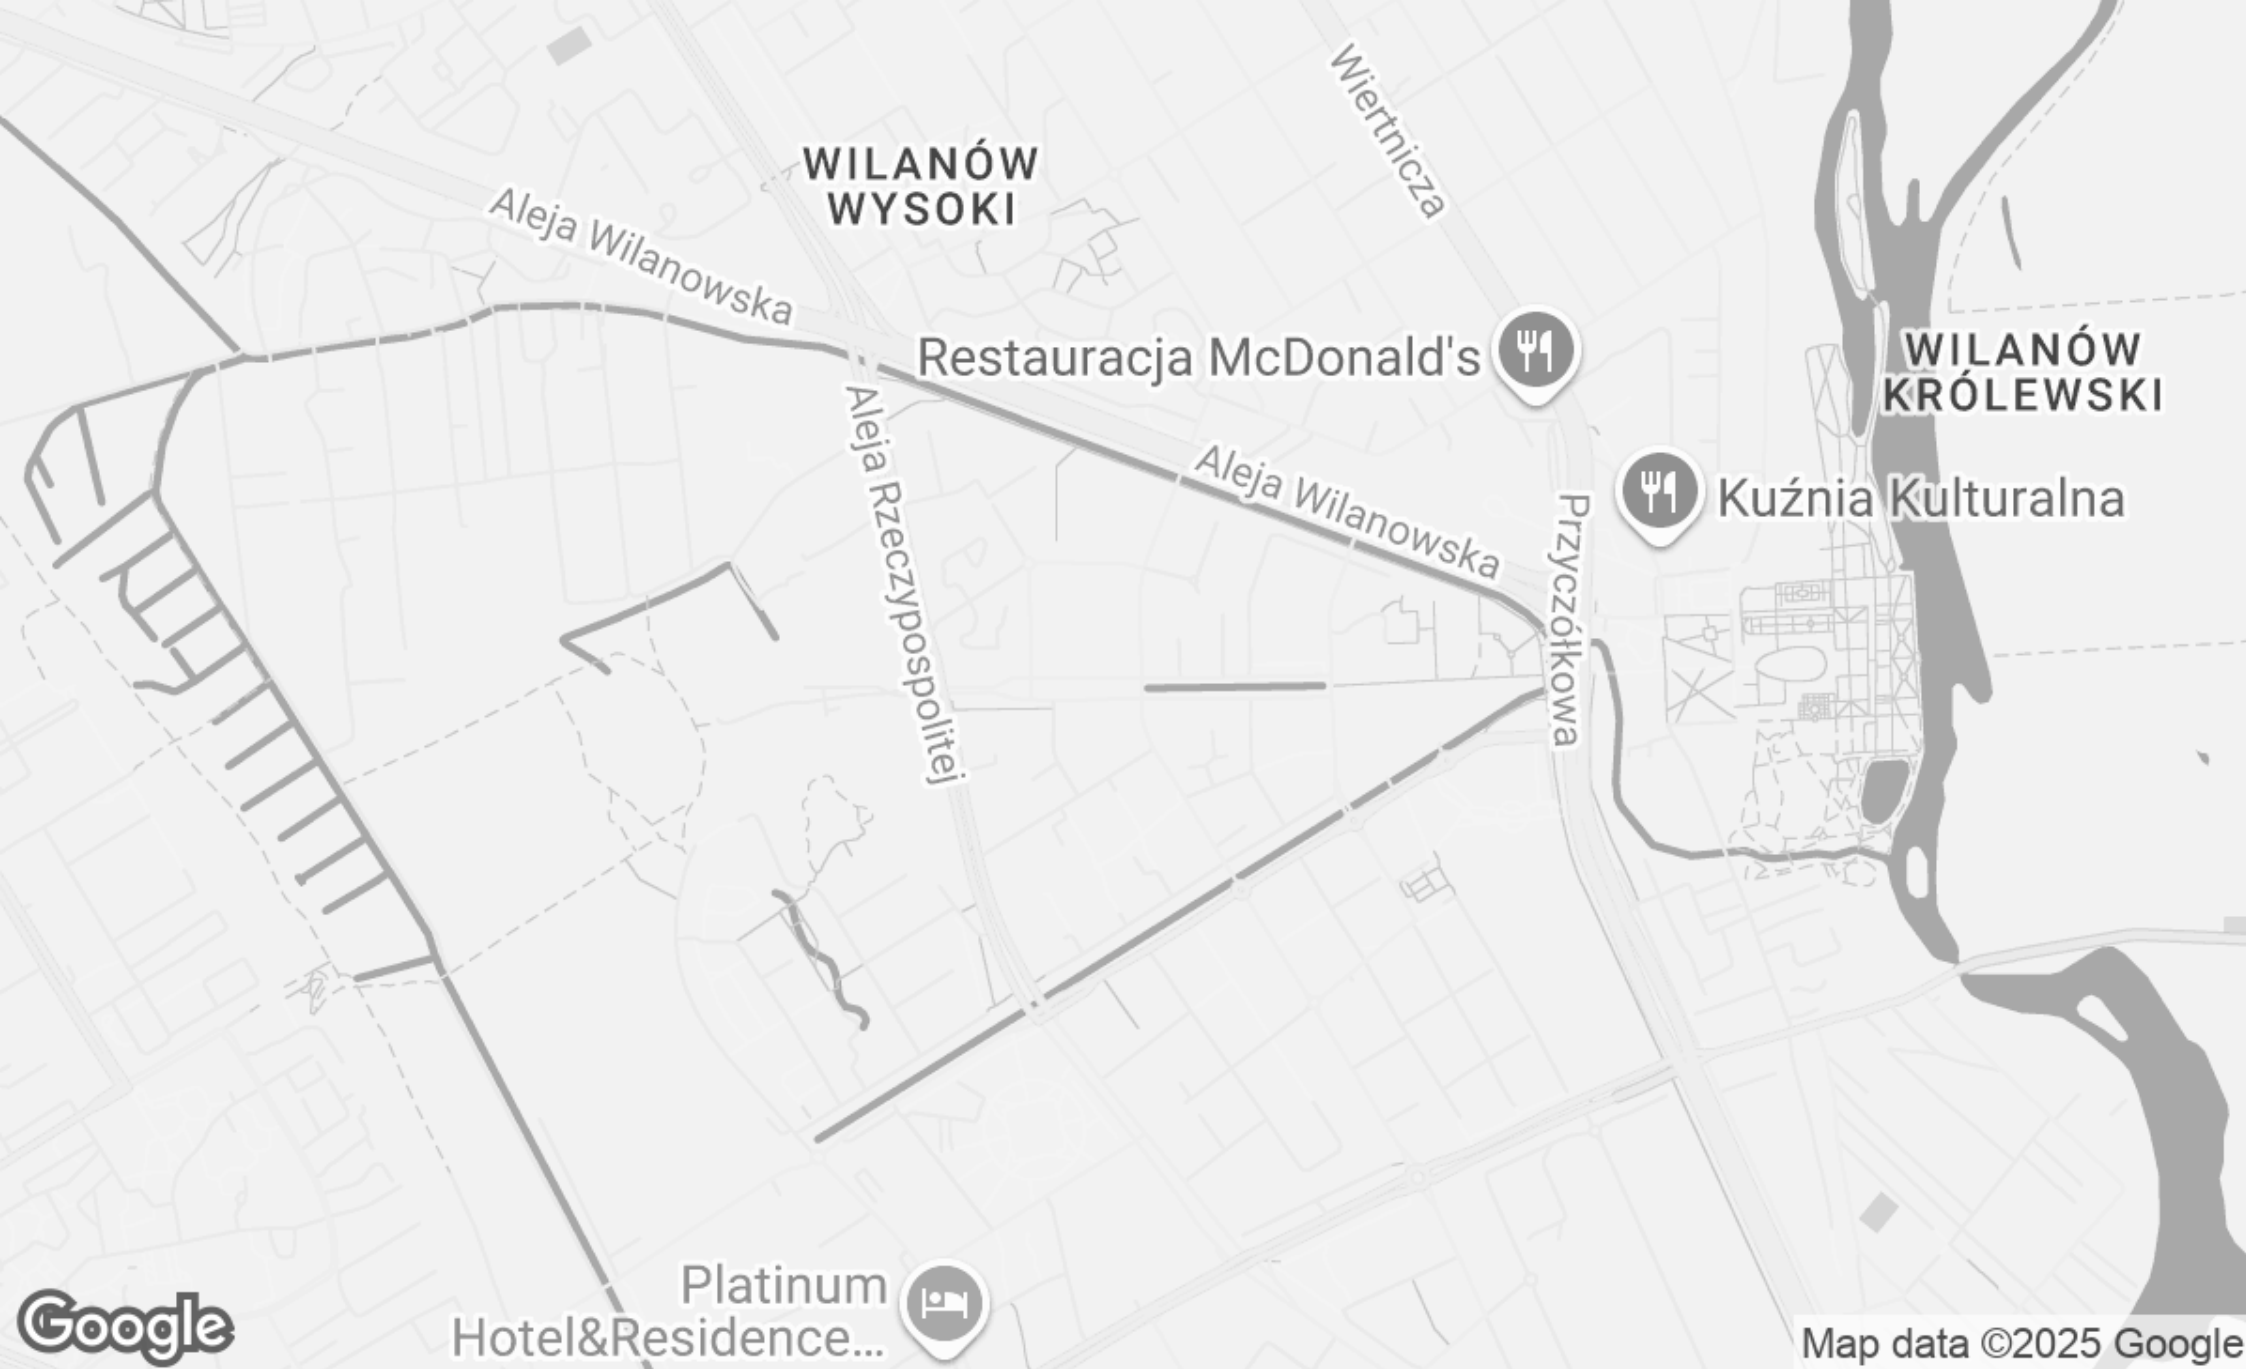 Wiertnicza
WILANÓW
WYSOKI
Aleja Wilanowska
Restauracja McDonald's
WILANÓW
KRÓLEWSKI
Aleja Rzeczypospolitej
Aleja Wilanowska
Przyczółkowa
Kuźnia Kulturalna
Platinum
Hotel&Residence...
Google
Map data ©2025 Google